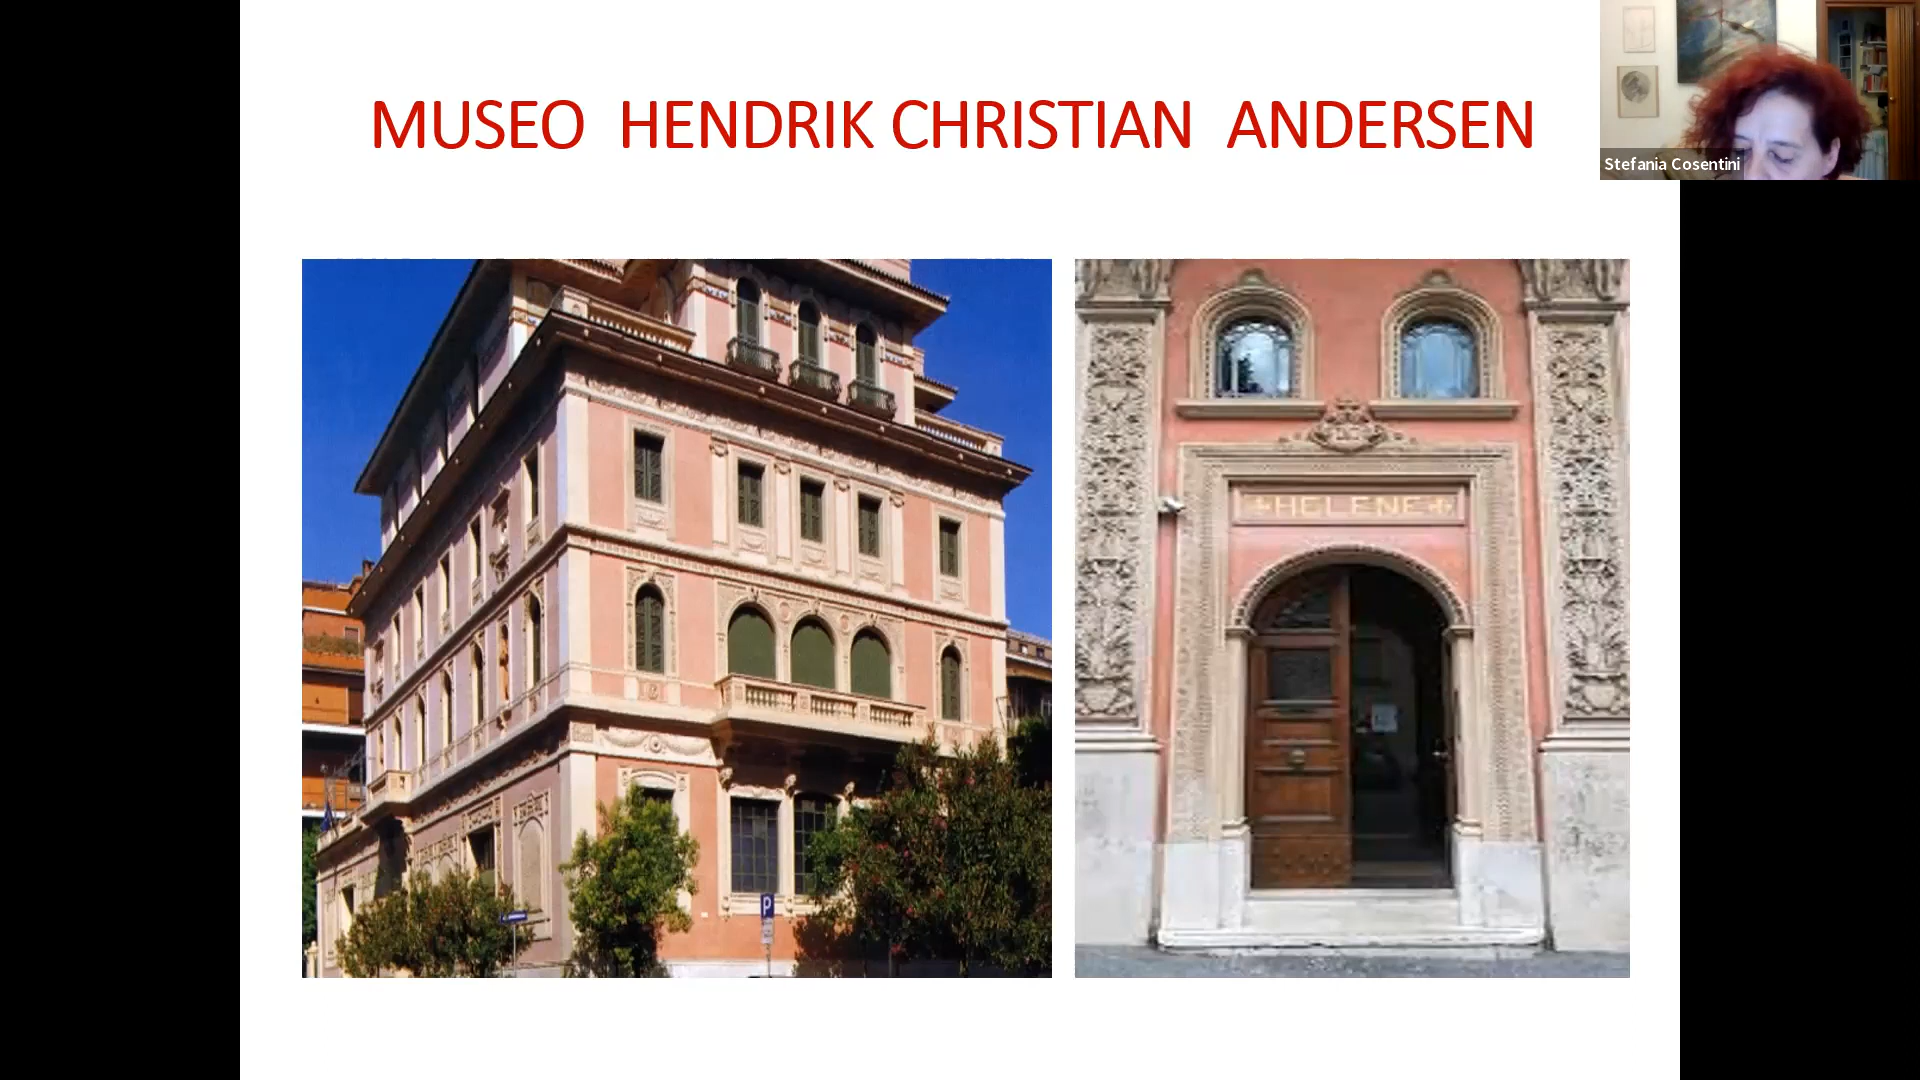 MUSEO HENDRIK CHRISTIAN ANDERSEN
Stefania Cosentini
HELENE
P